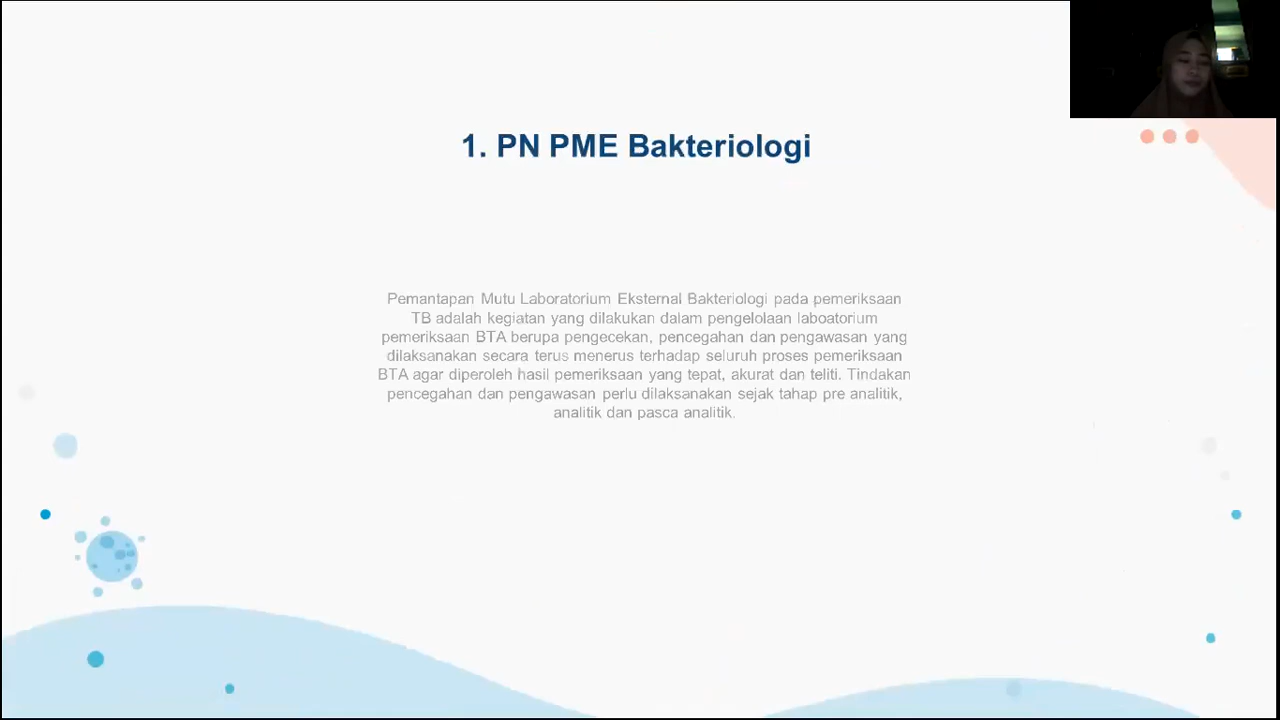 1. PN PME Bakteriologi
Pemantapan Mutu Laboratorium Eksternal Bakteriologi pada pemeriksaan
TB adalah kegiatan yang dilakukan dalam pengelolaan laboatorium
pemeriksaan BTA berupa pengecekan, pencegahan dan pengawasan yang
dilaksanakan secara terus menerus terhadap seluruh proses pemeriksaan
BTA agar diperoleh hasil pemeriksaan yang tepat, akurat dan teliti. Tindakan
pencegahan dan pengawasan perlu dilaksanakan sejak tahap pre analitik,
analitik dan pasca analitik.